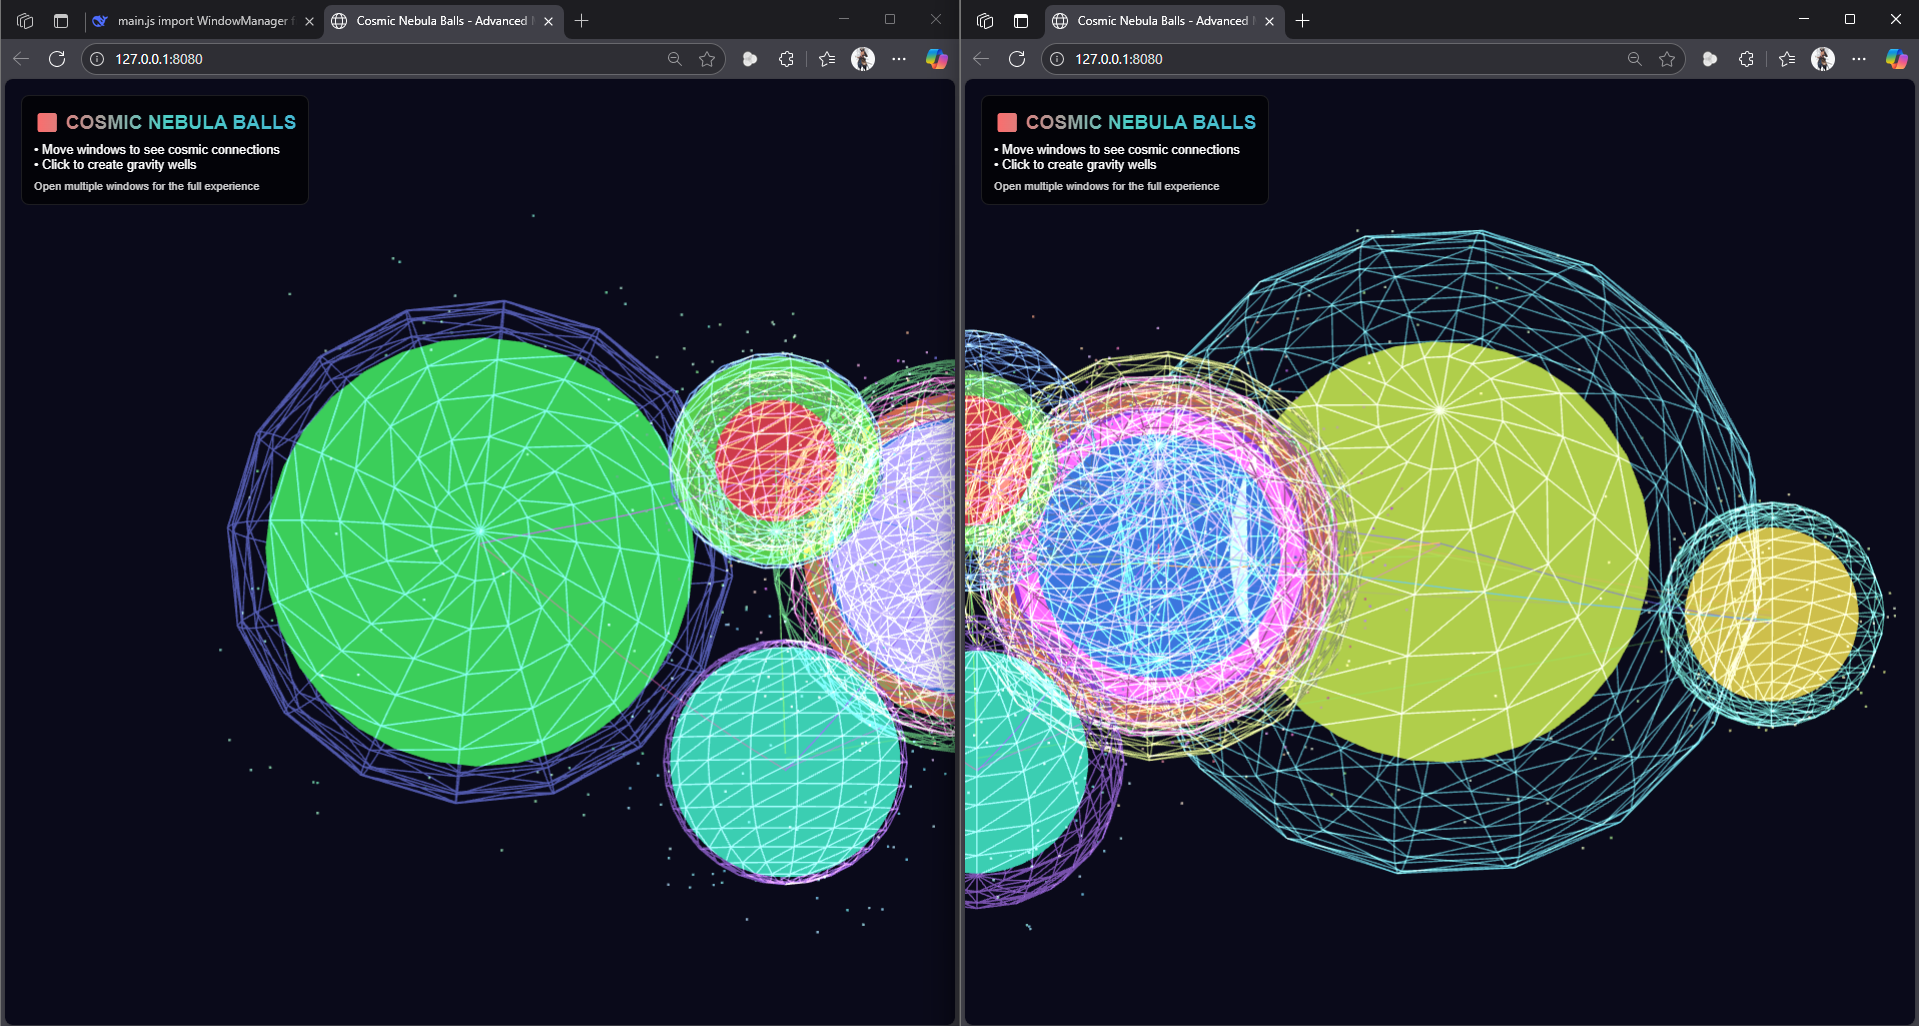 main.js import WindowManager
Cosmic Nebula Balls - Advanced
127.0.0.1:8080
COSMIC NEBULA BALLS
• Move windows to see cosmic connections
• Click to create gravity wells
Open multiple windows for the full experience
Cosmic Nebula Balls - Advanced
127.0.0.1:8080
COSMIC NEBULA BALLS
• Move windows to see cosmic connections
• Click to create gravity wells
Open multiple windows for the full experience